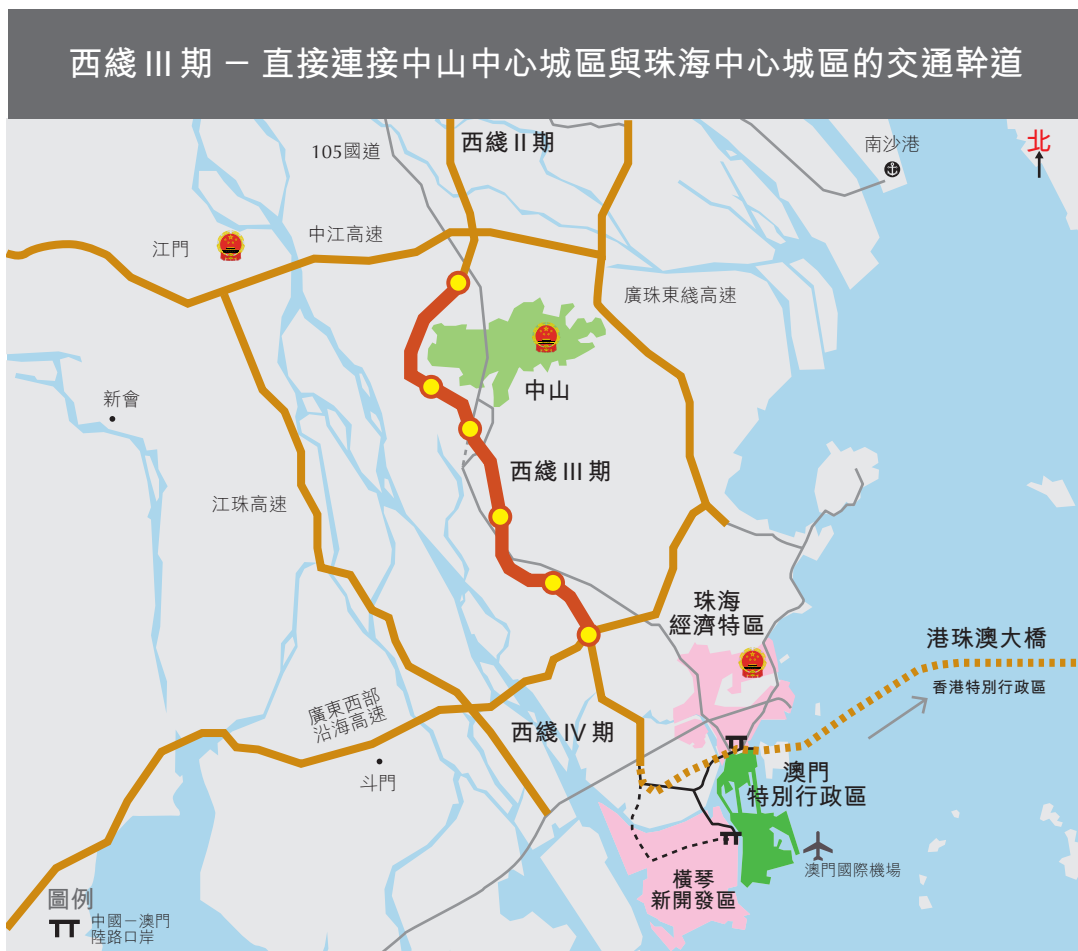 西綫 III 期 － 直接連接中山中心城區與珠海中心城區的交通幹道
105國道
西綫 II 期
南沙港
北
江門
中江高速
廣珠東綫高速
新會
中山
西綫 III 期
江珠高速
珠海
經濟特區
港珠澳大橋
香港特別行政區
廣東西部
沿海高速
西綫 IV 期
斗門
澳門
特別行政區
澳門國際機場
橫琴
新開發區
圖例
中國－澳門
陸路口岸